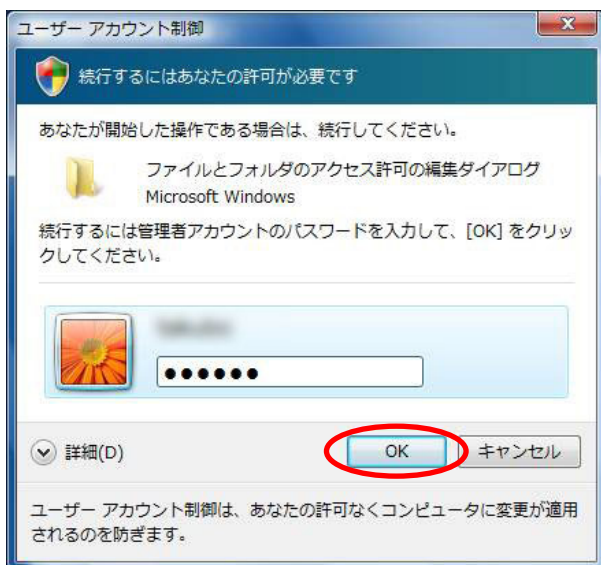 ユーザー アカウント制御
続行するにはあなたの許可が必要です
あなたが開始した操作である場合は、続行してください。
ファイルとフォルダのアクセス許可の編集ダイアログ
Microsoft Windows
続行するには管理者アカウントのパスワードを入力して、[OK] をクリッ
クしてください。
●●●●●●
詳細(D)
OK
キャンセル
ユーザー アカウント制御は、あなたの許可なくコンピュータに変更が適用
されるのを防ぎます。